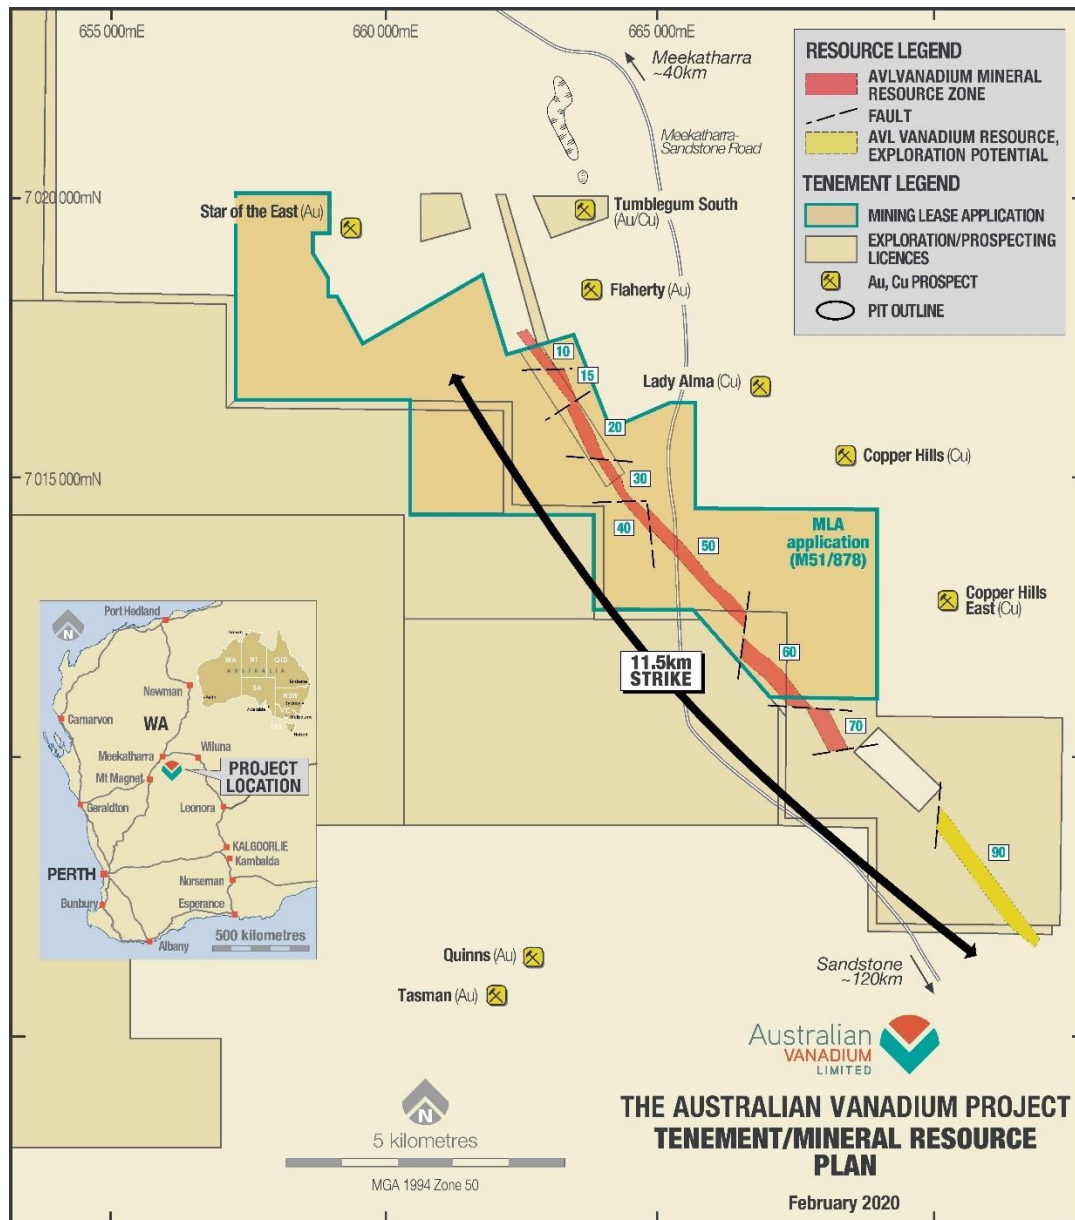 655 000mE
660 000mE
665 000mE
Meekatharra
~40km
Meekatharra-
Sandstone Road
RESOURCE LEGEND
AVLVANADIUM MINERAL
RESOURCE ZONE
FAULT
AVL VANADIUM RESOURCE,
EXPLORATION POTENTIAL
TENEMENT LEGEND
MINING LEASE APPLICATION
EXPLORATION/PROSPECTING
LICENCES
Au, Cu PROSPECT
PIT OUTLINE
7 020 000mN
Star of the East (Au)
Tumblegum South
(Au/Cu)
Flaherty (Au)
10
15
Lady Alma (Cu)
20
Copper Hills (Cu)
7 015 000mN
30
40
50
MLA
application
(M51/878)
Copper Hills
East (Cu)
60
11.5km
STRIKE
70
90
N
Port Hedland
WA
NT
QLD
AUSTRALIA
SA
NSW
Newman
WA
Carnarvon
Meekatharra
Wiluna
Mt Magnet
PROJECT
LOCATION
Geraldton
Leonora
KALGOORLIE
Kambalda
PERTH
Norseman
Bunbury
Esperance
Albany
500 kilometres
Quinns (Au)
Tasman (Au)
Sandstone
~120km
Australian
VANADIUM
LIMITED
N
5 kilometres
MGA 1994 Zone 50
THE AUSTRALIAN VANADIUM PROJECT
TENEMENT/MINERAL RESOURCE
PLAN
February 2020